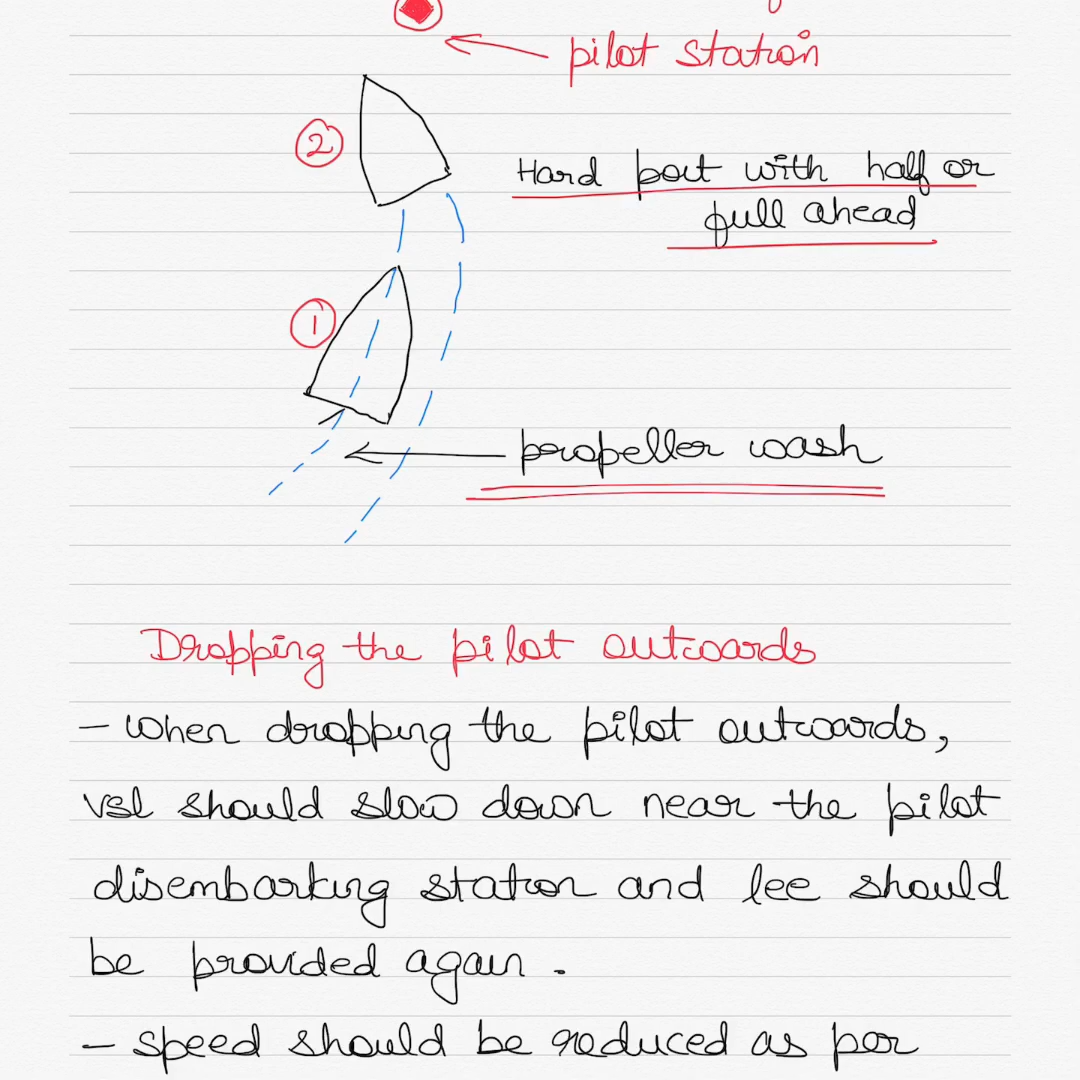 pilot station
2
Hard port with half or
full ahead
1
propeller wash
Dropping the pilot outwards
- when dropping the pilot outwards,
vsl should slow down near the pilot
disembarking station and lee should
be provided again.
- speed should be reduced as per